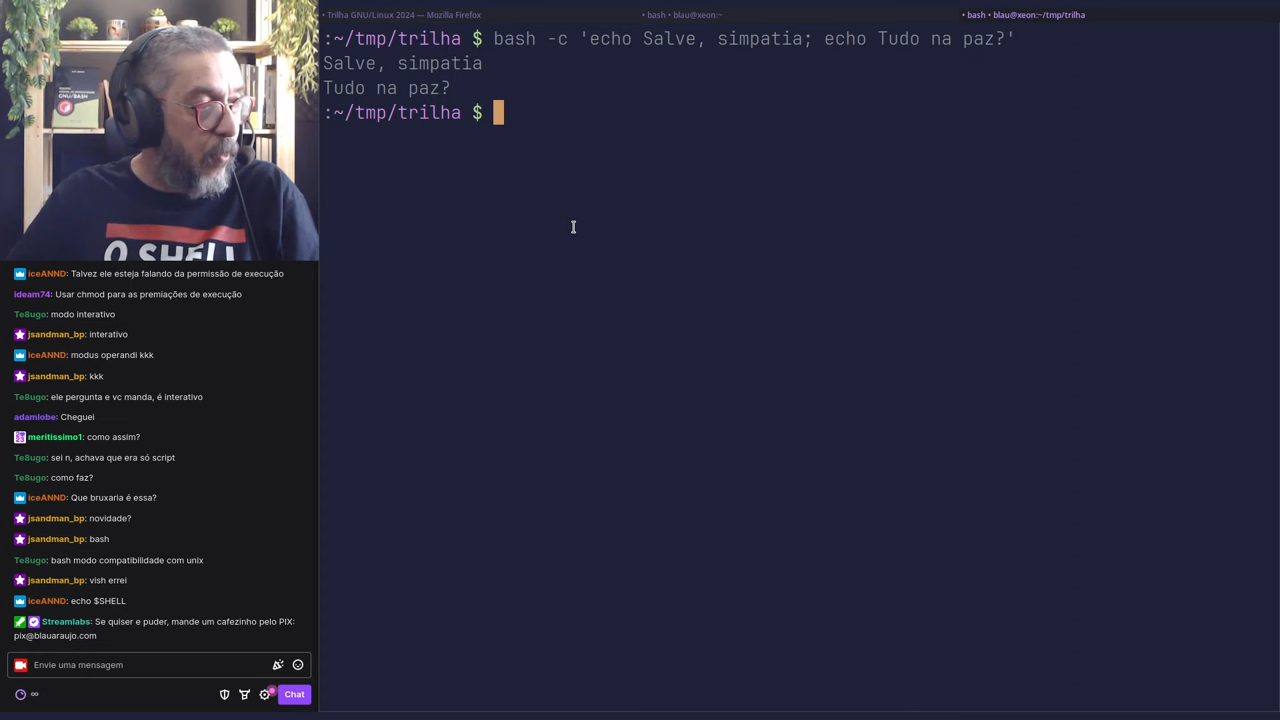 • Trilha GNU/Linux 2024 — Mozilla Firefox
• bash • blau@xeon:~
• bash • blau@xeon:~/tmp/trilha
:~/tmp/trilha $ bash -c 'echo Salve, simpatia; echo Tudo na paz?'
Salve, simpatia
Tudo na paz?
:~/tmp/trilha $
GNU/BASH
O SHELL
iceANND: Talvez ele esteja falando da permissão de execução
ideam74: Usar chmod para as premiações de execução
Te8ugo: modo interativo
jsandman_bp: interativo
iceANND: modus operandi kkk
jsandman_bp: kkk
Te8ugo: ele pergunta e vc manda, é interativo
adamlobe: Cheguei
meritissimo1: como assim?
Te8ugo: sei n, achava que era só script
Te8ugo: como faz?
iceANND: Que bruxaria é essa?
jsandman_bp: novidade?
jsandman_bp: bash
Te8ugo: bash modo compatibilidade com unix
jsandman_bp: vish errei
iceANND: echo $SHELL
Streamlabs: Se quiser e puder, mande um cafezinho pelo PIX:
pix@blauaraujo.com
Envie uma mensagem
∞
Chat